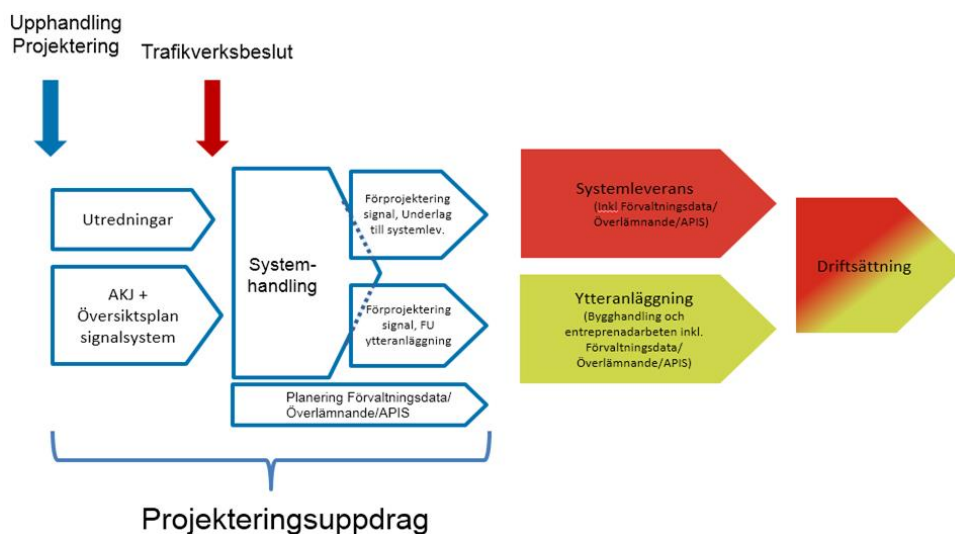 Upphandling
Projektering
Trafikverksbeslut
Utredningar
AKJ +
Översiktsplan
signalsystem
System-
handling
Förprojektering
signal, Underlag
till systemlev.
Förprojektering
signal, FU
ytteranläggning
Planering Förvaltningsdata/
Överlämnande/APIS
Systemleverans
(Inkl Förvaltningsdata/
Överlämnande/APIS)
Ytteranläggning
(Bygghandling och
entreprenadarbeten inkl.
Förvaltningsdata/
Överlämnande/APIS)
Driftsättning
Projekteringsuppdrag